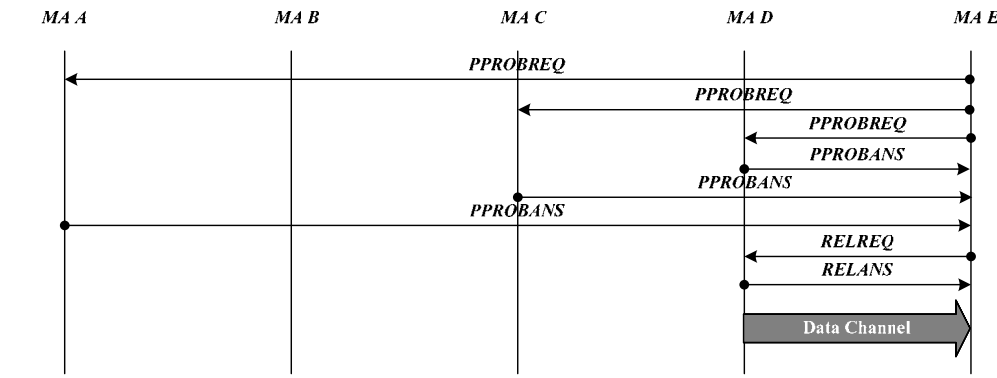 MA A MA B MA C MA D MA E
PPROBREQ
PPROBREQ
PPROBREQ
PPROBANS
PPROBANS
PPROBANS
RELREQ
RELANS
Data Channel